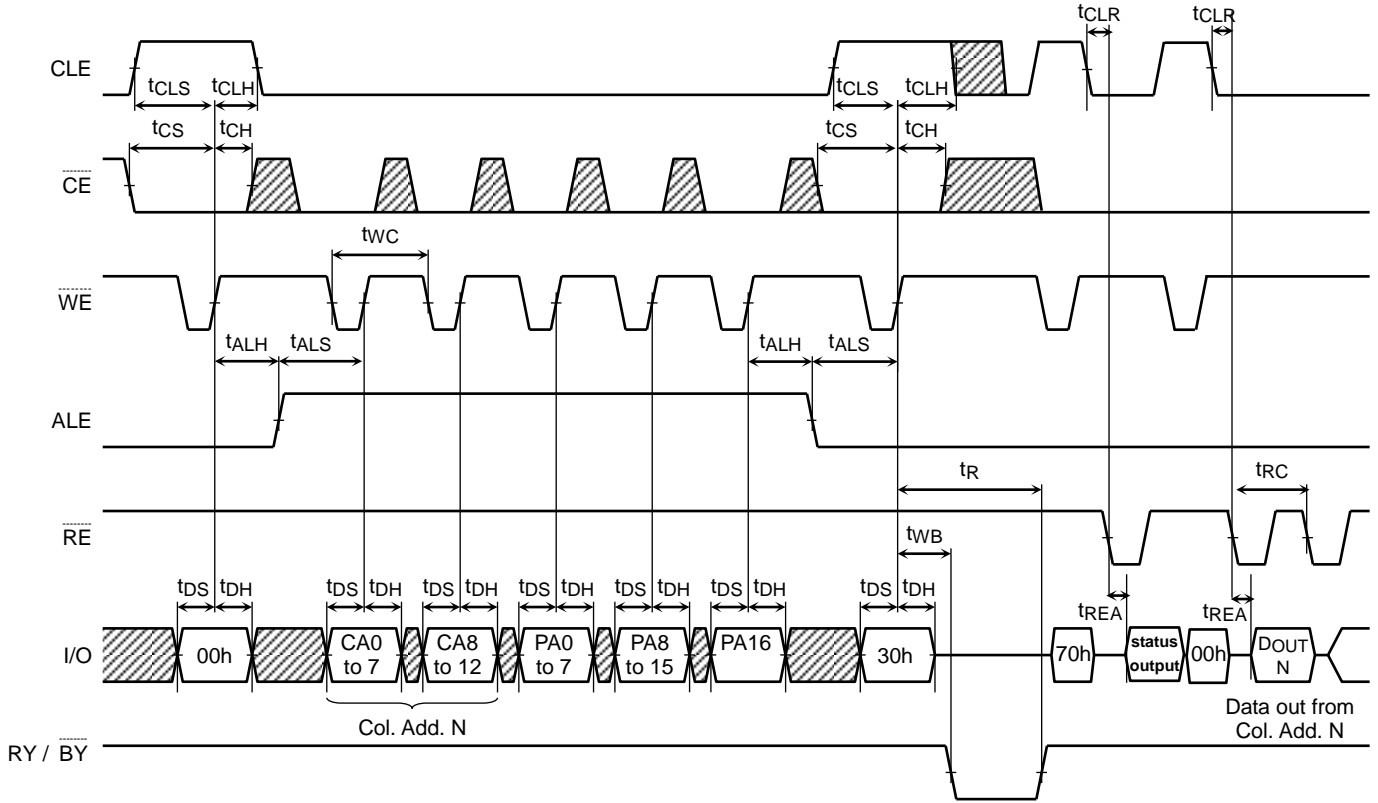 tCLR tCLR
CLE
tCLS tCLH tCLS tCLH
tCS tCH tCS tCH
CE
tWC
WE
tALH tALS tALH tALS
ALE
tR tRC
RE
tWB
tDS tDH tDS tDH tDS tDH tDS tDH tDS tDH tDS tDH tDS tDH
tREA tREA
I/O
00h
CA0
to 7
CA8
to 12
PA0
to 7
PA8
to 15
PA16
30h
70h
status
output
00h
DOUT
N
Col. Add. N
Data out from
Col. Add. N
RY / BY